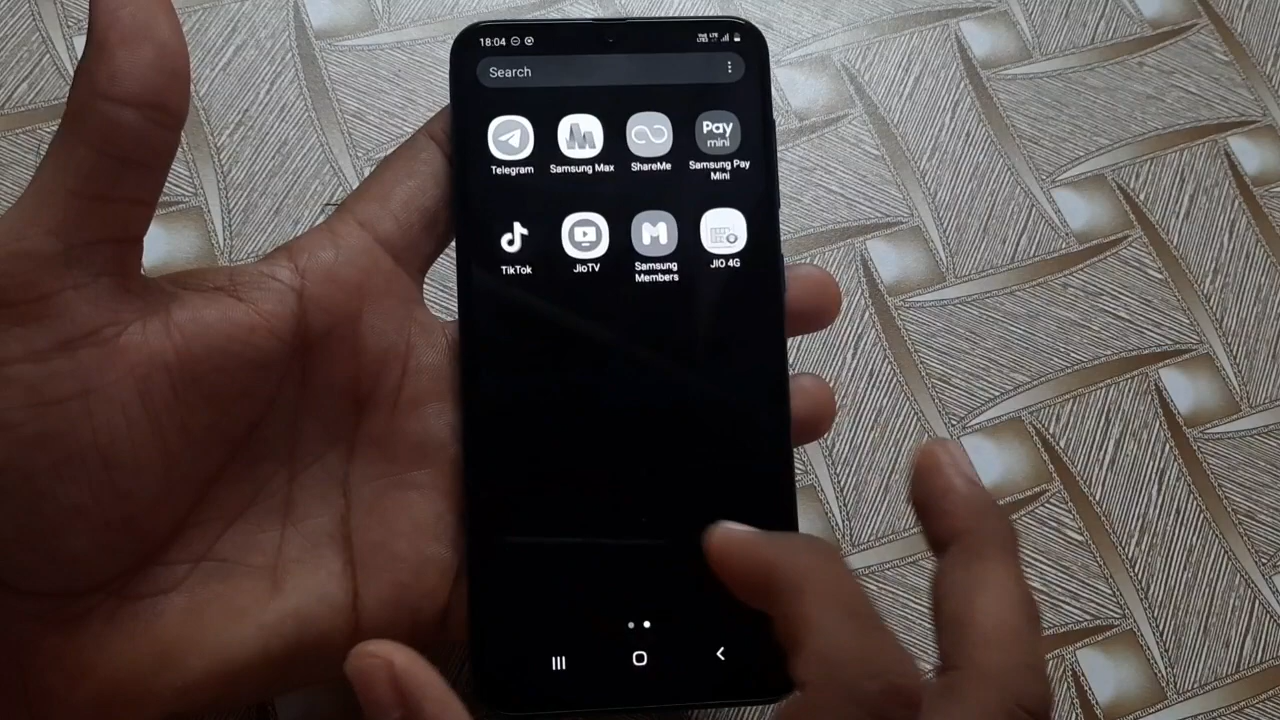 18:04
Search
Pay
mini
Telegram
Samsung Max
ShareMe
Samsung Pay
Mini
TikTok
JioTV
Samsung
Members
JIO 4G